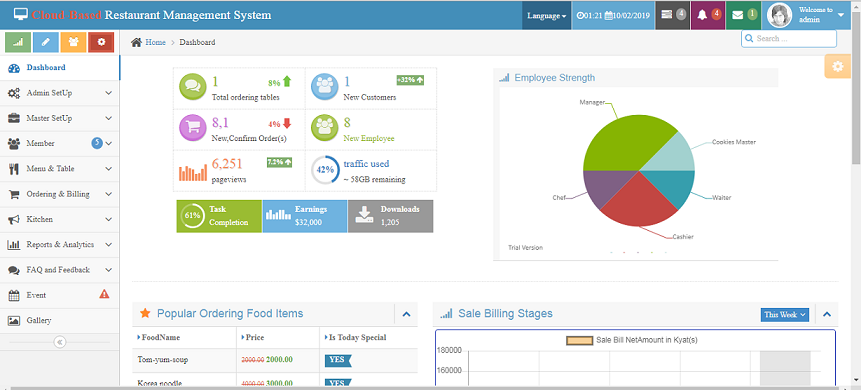 Cloud-Based Restaurant Management System
Language
01:21 10/02/2019
4
4
1
Welcome to
admin
Home > Dashboard
Search ...
Dashboard
Admin SetUp
Master SetUp
Member 5
Menu & Table
Ordering & Billing
Kitchen
Reports & Analytics
FAQ and Feedback
Event
Gallery
1 8%
Total ordering tables
1 +32%
New Customers
8,1 4%
New,Confirm Order(s)
8
New Employee
6,251 7.2%
pageviews
42% traffic used
~ 58GB remaining
61% Task
Completion
Earnings
$32,000
Downloads
1,205
Employee Strength
Manager
Cookies Master
Waiter
Cashier
Chef
Trial Version
Popular Ordering Food Items
FoodName Price Is Today Special
Tom-yum-soup 2000.00 2000.00 YES
Korea noodle 4000.00 3000.00 YES
Sale Billing Stages
This Week
Sale Bill NetAmount in Kyat(s)
180000
160000